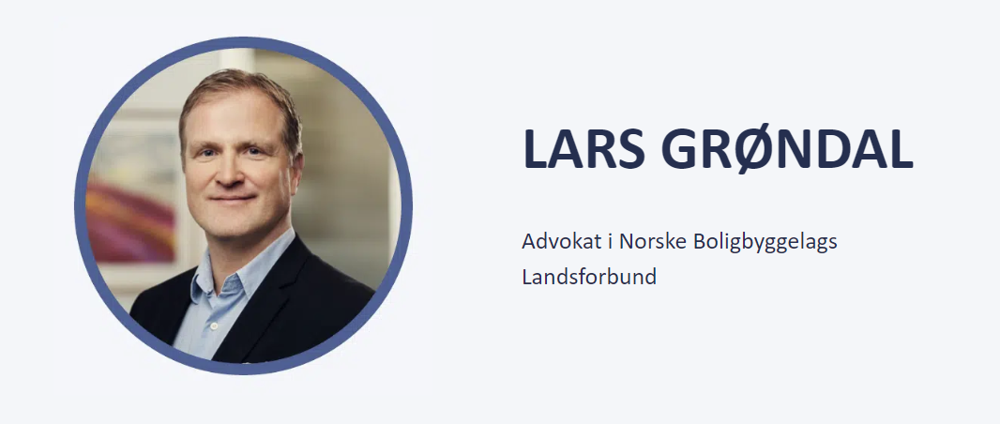 LARS GRØNDAL
Advokat i Norske Boligbyggelags
Landsforbund